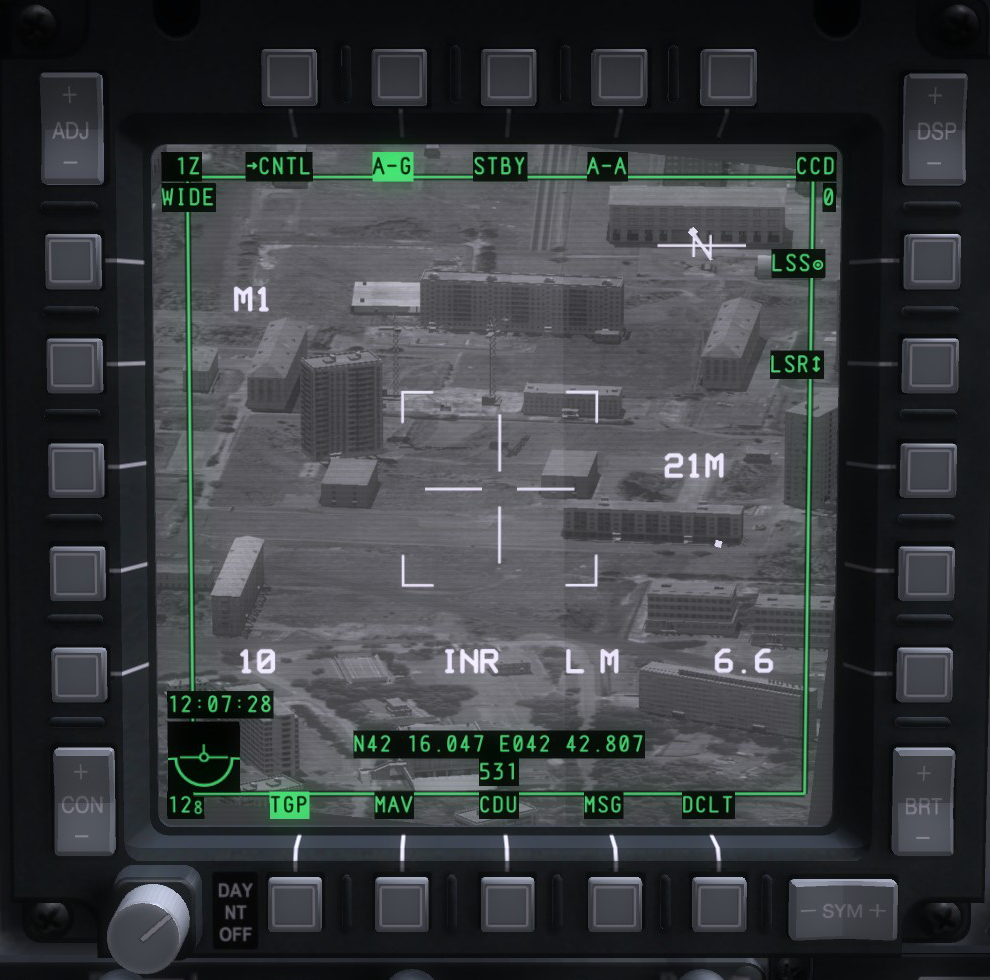 +
ADJ
−
+
DSP
−
1Z →CNTL A-G STBY A-A CCD
WIDE 0
N
LSS⊙
M1
LSR↕
21M
10 INR L M 6.6
12:07:28
N42 16.047 E042 42.807
531
128 TGP MAV CDU MSG DCLT
+
CON
−
+
BRT
−
DAY
NT
OFF
− SYM +